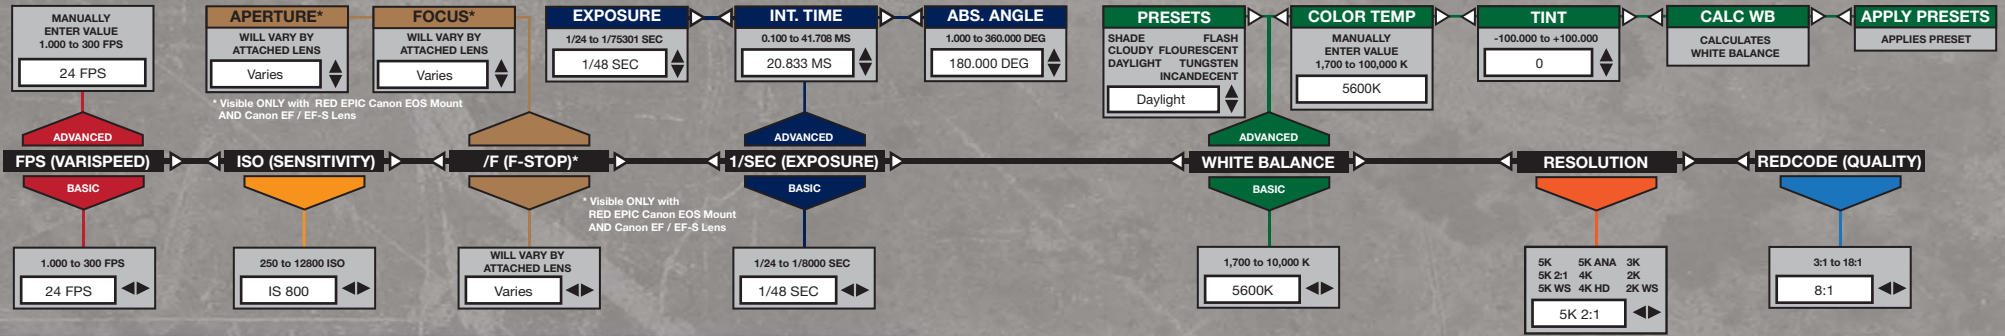 MANUALLY
ENTER VALUE
1.000 to 300 FPS
24 FPS
APERTURE*
WILL VARY BY
ATTACHED LENS
Varies
FOCUS*
WILL VARY BY
ATTACHED LENS
Varies
* Visible ONLY with RED EPIC Canon EOS Mount
AND Canon EF / EF-S Lens
EXPOSURE
1/24 to 1/75301 SEC
1/48 SEC
INT. TIME
0.100 to 41.708 MS
20.833 MS
ABS. ANGLE
1.000 to 360.000 DEG
180.000 DEG
PRESETS
SHADE FLASH
CLOUDY FLOURESCENT
DAYLIGHT TUNGSTEN
INCANDECENT
Daylight
COLOR TEMP
MANUALLY
ENTER VALUE
1,700 to 100,000 K
5600K
TINT
-100.000 to +100.000
0
CALC WB
CALCULATES
WHITE BALANCE
APPLY PRESETS
APPLIES PRESET
ADVANCED
ADVANCED
ADVANCED
FPS (VARISPEED)
ISO (SENSITIVITY)
/F (F-STOP)*
1/SEC (EXPOSURE)
WHITE BALANCE
RESOLUTION
REDCODE (QUALITY)
BASIC
BASIC
BASIC
* Visible ONLY with
RED EPIC Canon EOS Mount
AND Canon EF / EF-S Lens
1.000 to 300 FPS
24 FPS
250 to 12800 ISO
IS 800
WILL VARY BY
ATTACHED LENS
Varies
1/24 to 1/8000 SEC
1/48 SEC
1,700 to 10,000 K
5600K
5K 5K ANA 3K
5K 2:1 4K 2K
5K WS 4K HD 2K WS
5K 2:1
3:1 to 18:1
8:1